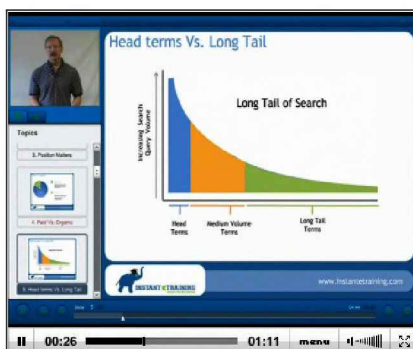 Head terms Vs. Long Tail
Topics
3. Position Matters
4. Paid Vs. Organic
5. Head terms Vs. Long Tail
Increasing Search
Query Volume
Long Tail of Search
Head
Terms
Medium Volume
Terms
Long Tail
Terms
INSTANT eTRAINING
www.instantetraining.com
00:26
01:11
menu